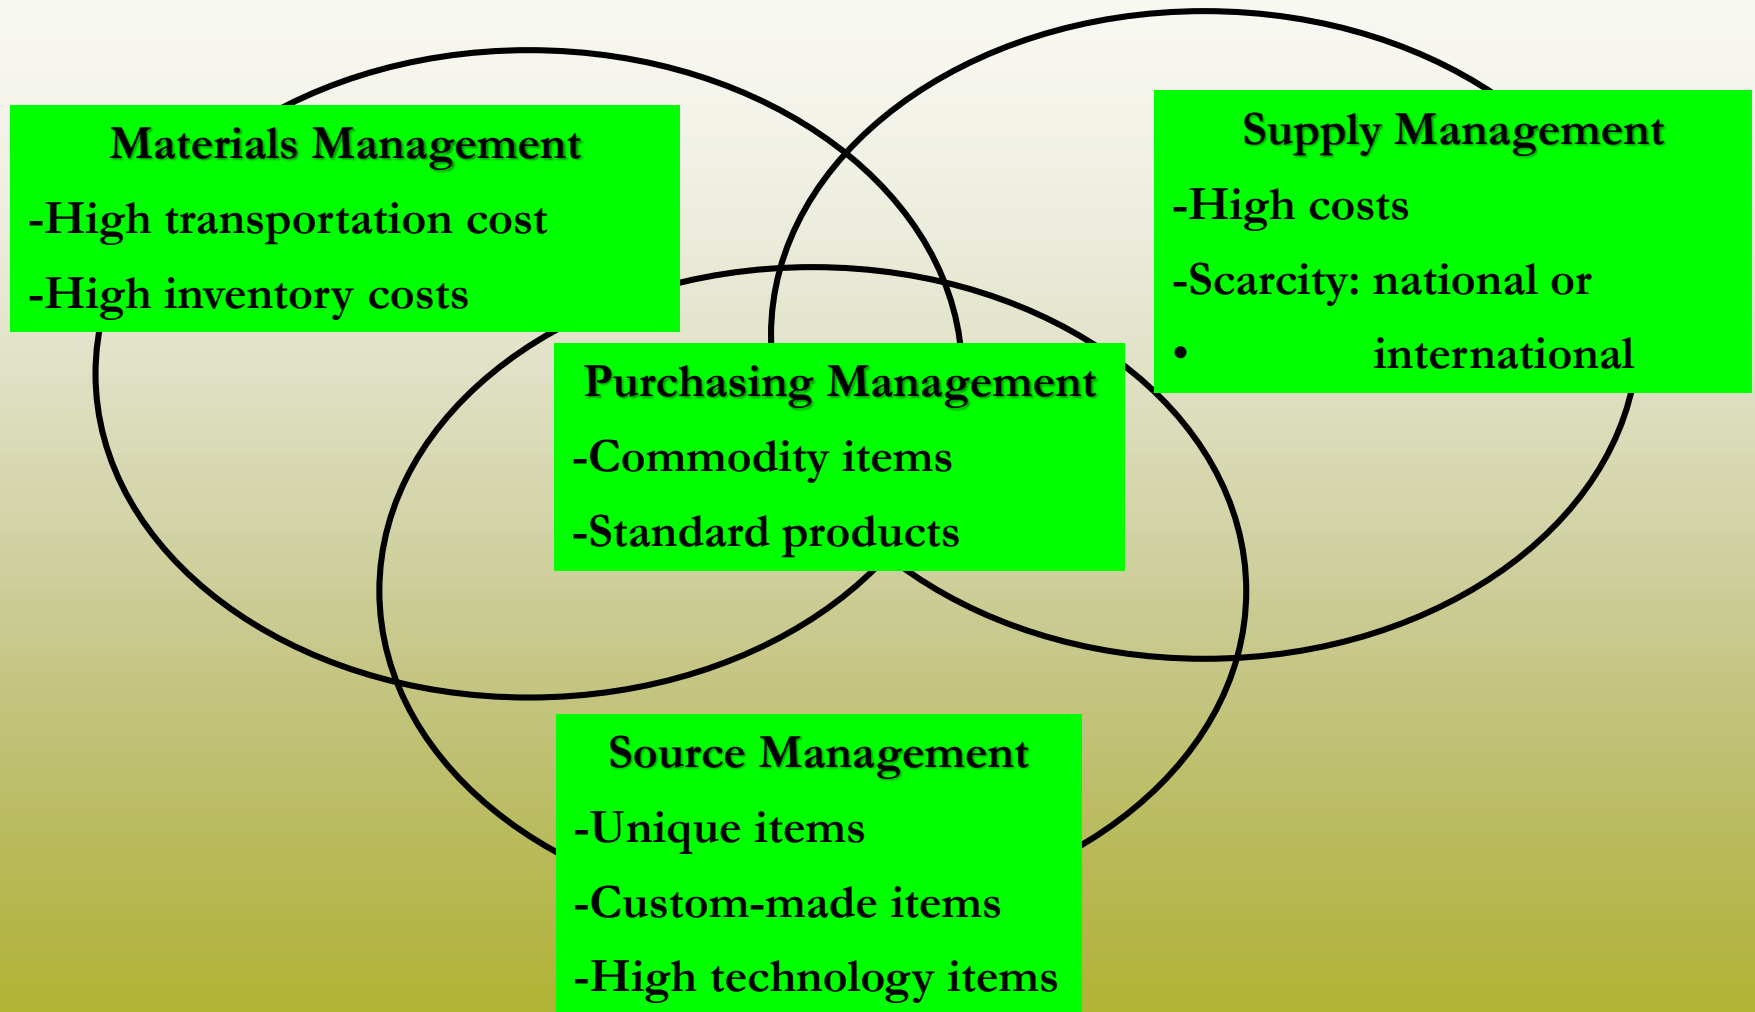 Materials Management
-High transportation cost
-High inventory costs
Supply Management
-High costs
-Scarcity: national or
• international
Purchasing Management
-Commodity items
-Standard products
Source Management
-Unique items
-Custom-made items
-High technology items